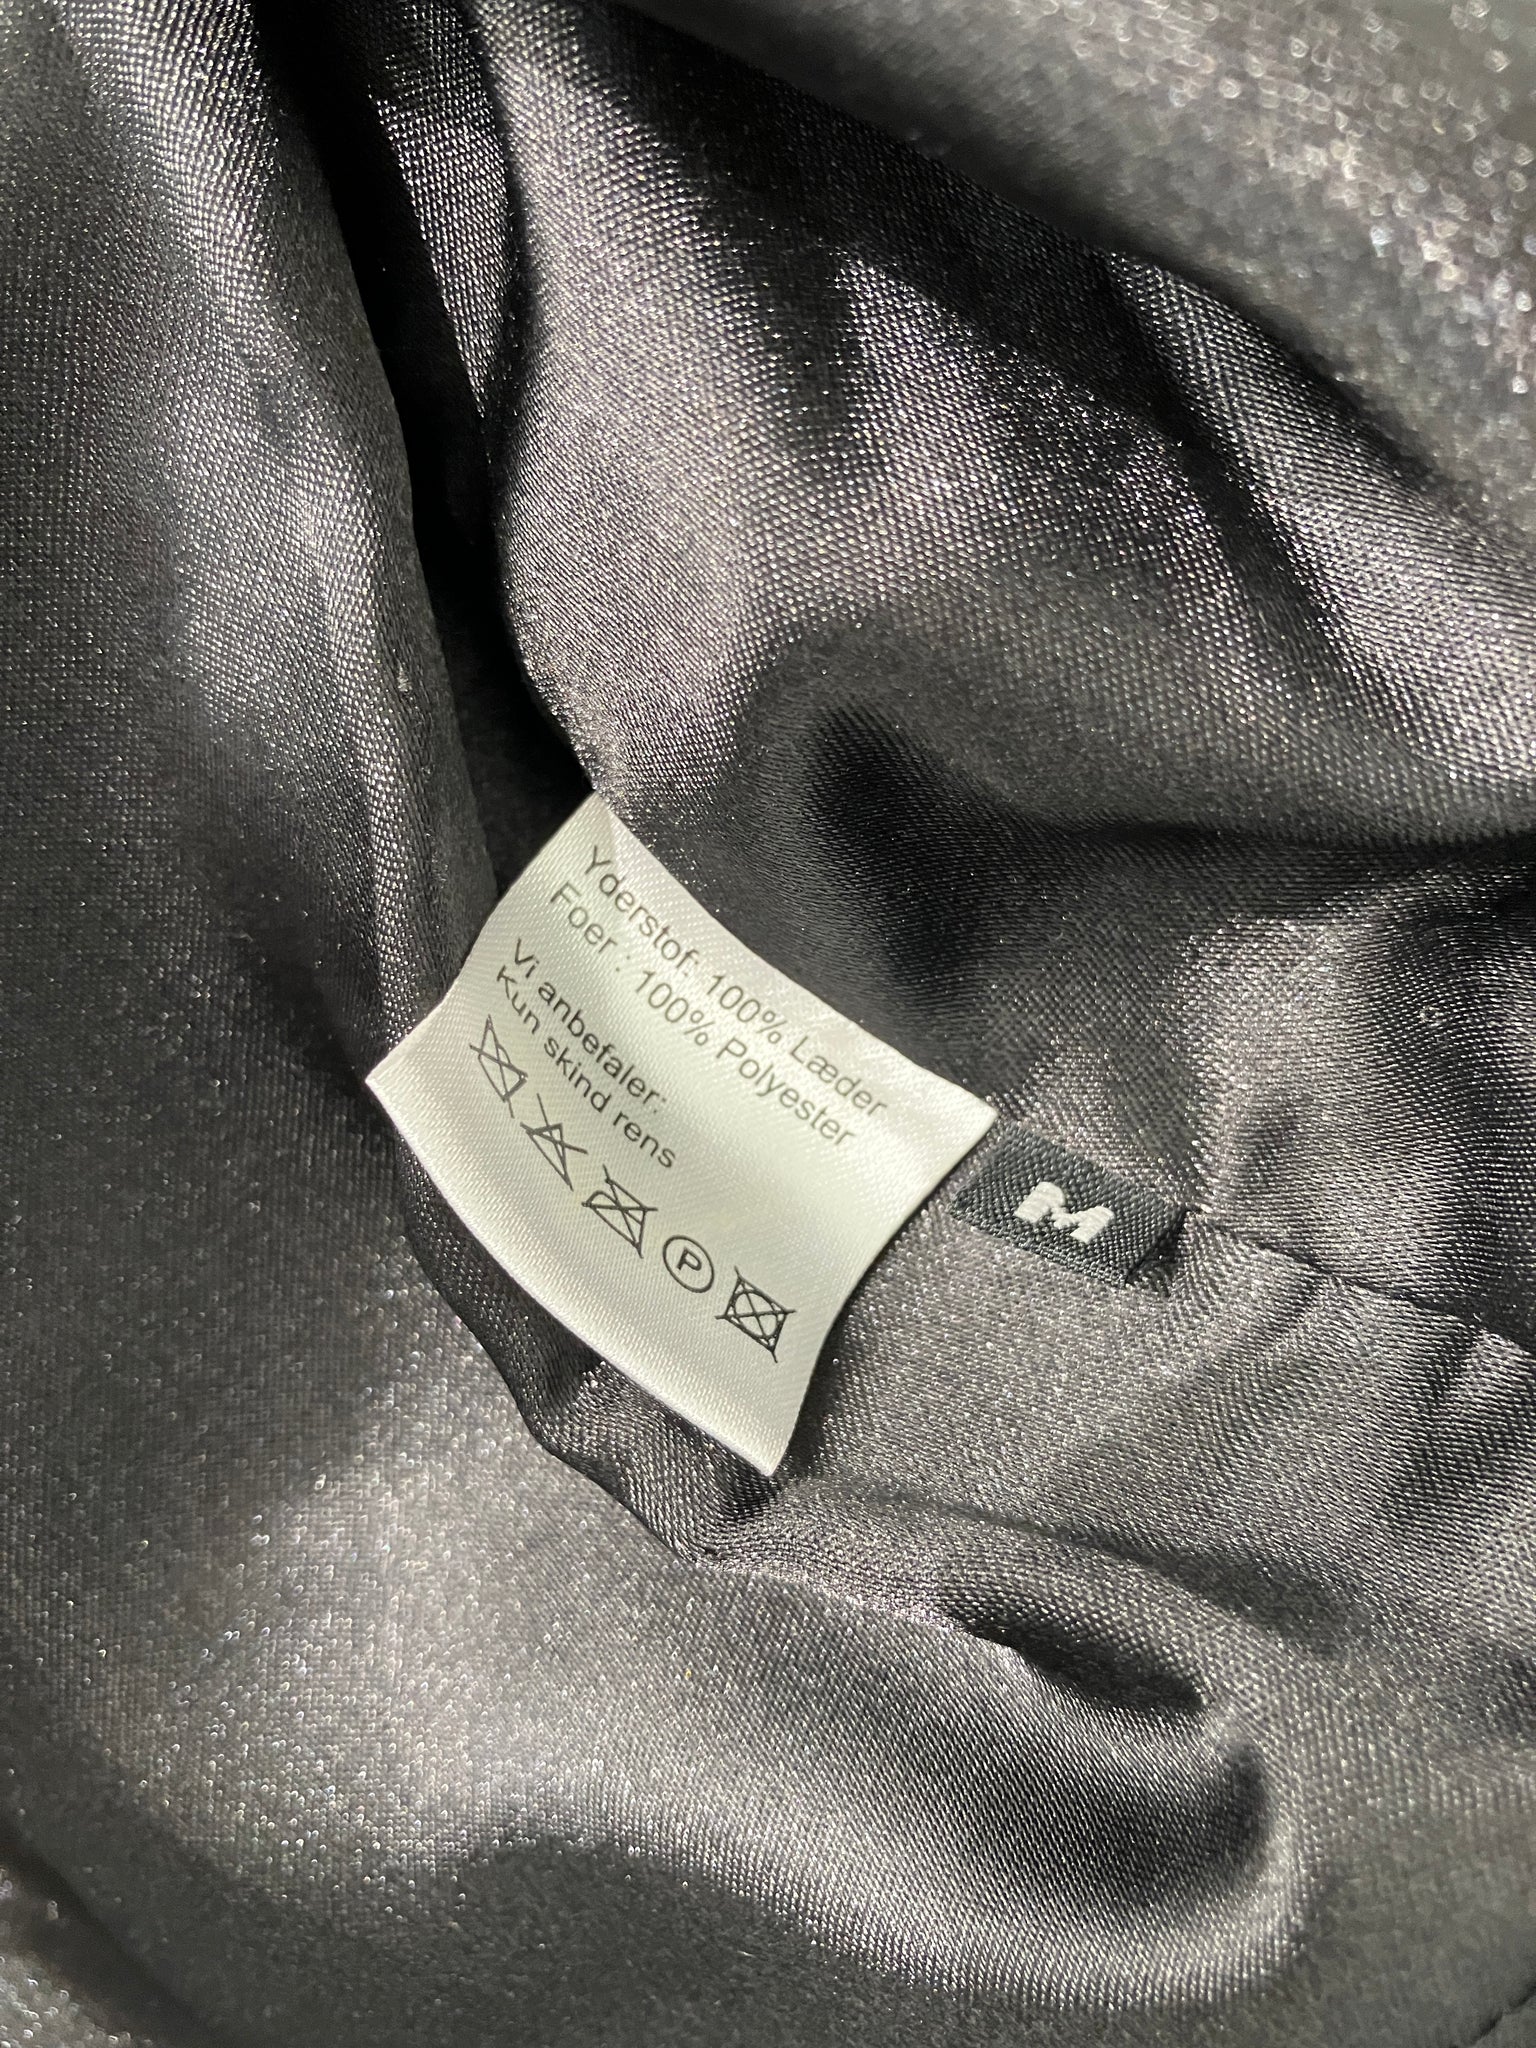 Yderstof: 100% Læder
Foer : 100% Polyester
Vi anbefaler:
Kun skind rens
P
M